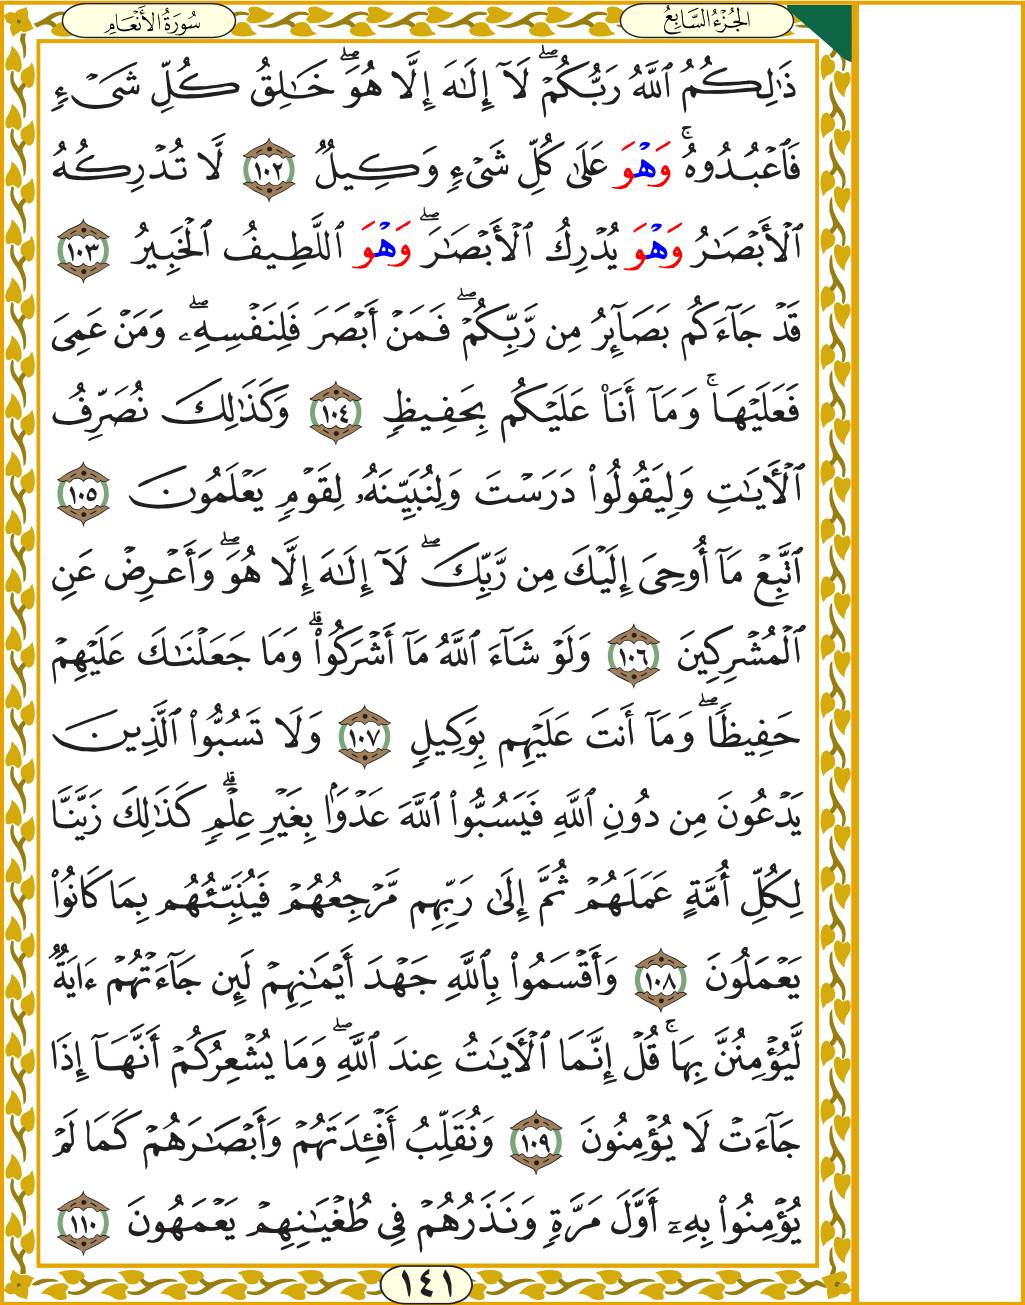 الجُزْءُ السَّابِعُ
سُورَةُ الأَنْعَامِ
ذَٰلِكُمُ ٱللَّهُ رَبُّكُمْۖ لَآ إِلَٰهَ إِلَّا هُوَۖ خَٰلِقُ كُلِّ شَىْءٍ
فَٱعْبُدُوهُۚ وَهْوَ عَلَىٰ كُلِّ شَىْءٍ وَكِيلٌ ١٠٢ لَّا تُدْرِكُهُ
ٱلْأَبْصَٰرُ وَهْوَ يُدْرِكُ ٱلْأَبْصَٰرَۖ وَهْوَ ٱللَّطِيفُ ٱلْخَبِيرُ ١٠٣
قَدْ جَآءَكُم بَصَآئِرُ مِن رَّبِّكُمْۖ فَمَنْ أَبْصَرَ فَلِنَفْسِهِۦۖ وَمَنْ عَمِىَ
فَعَلَيْهَاۚ وَمَآ أَنَا۠ عَلَيْكُم بِحَفِيظٍ ١٠٤ وَكَذَٰلِكَ نُصَرِّفُ
ٱلْأَيَٰتِ وَلِيَقُولُوا۟ دَرَسْتَ وَلِنُبَيِّنَهُۥ لِقَوْمٍ يَعْلَمُونَ ١٠٥
ٱتَّبِعْ مَآ أُوحِىَ إِلَيْكَ مِن رَّبِّكَۖ لَآ إِلَٰهَ إِلَّا هُوَۖ وَأَعْرِضْ عَنِ
ٱلْمُشْرِكِينَ ١٠٦ وَلَوْ شَآءَ ٱللَّهُ مَآ أَشْرَكُوا۟ۗ وَمَا جَعَلْنَٰكَ عَلَيْهِمْ
حَفِيظًاۖ وَمَآ أَنتَ عَلَيْهِم بِوَكِيلٍ ١٠٧ وَلَا تَسُبُّوا۟ ٱلَّذِينَ
يَدْعُونَ مِن دُونِ ٱللَّهِ فَيَسُبُّوا۟ ٱللَّهَ عَدْوًۢا بِغَيْرِ عِلْمٍۗ كَذَٰلِكَ زَيَّنَّا
لِكُلِّ أُمَّةٍ عَمَلَهُمْ ثُمَّ إِلَىٰ رَبِّهِم مَّرْجِعُهُمْ فَيُنَبِّئُهُم بِمَا كَانُوا۟
يَعْمَلُونَ ١٠٨ وَأَقْسَمُوا۟ بِٱللَّهِ جَهْدَ أَيْمَٰنِهِمْ لَئِن جَآءَتْهُمْ ءَايَةٌ
لَّيُؤْمِنُنَّ بِهَاۚ قُلْ إِنَّمَا ٱلْأَيَٰتُ عِندَ ٱللَّهِۖ وَمَا يُشْعِرُكُمْ أَنَّهَآ إِذَا
جَآءَتْ لَا يُؤْمِنُونَ ١٠٩ وَنُقَلِّبُ أَفْـِٔدَتَهُمْ وَأَبْصَٰرَهُمْ كَمَا لَمْ
يُؤْمِنُوا۟ بِهِۦٓ أَوَّلَ مَرَّةٍ وَنَذَرُهُمْ فِى طُغْيَٰنِهِمْ يَعْمَهُونَ ١١٠
١٤١